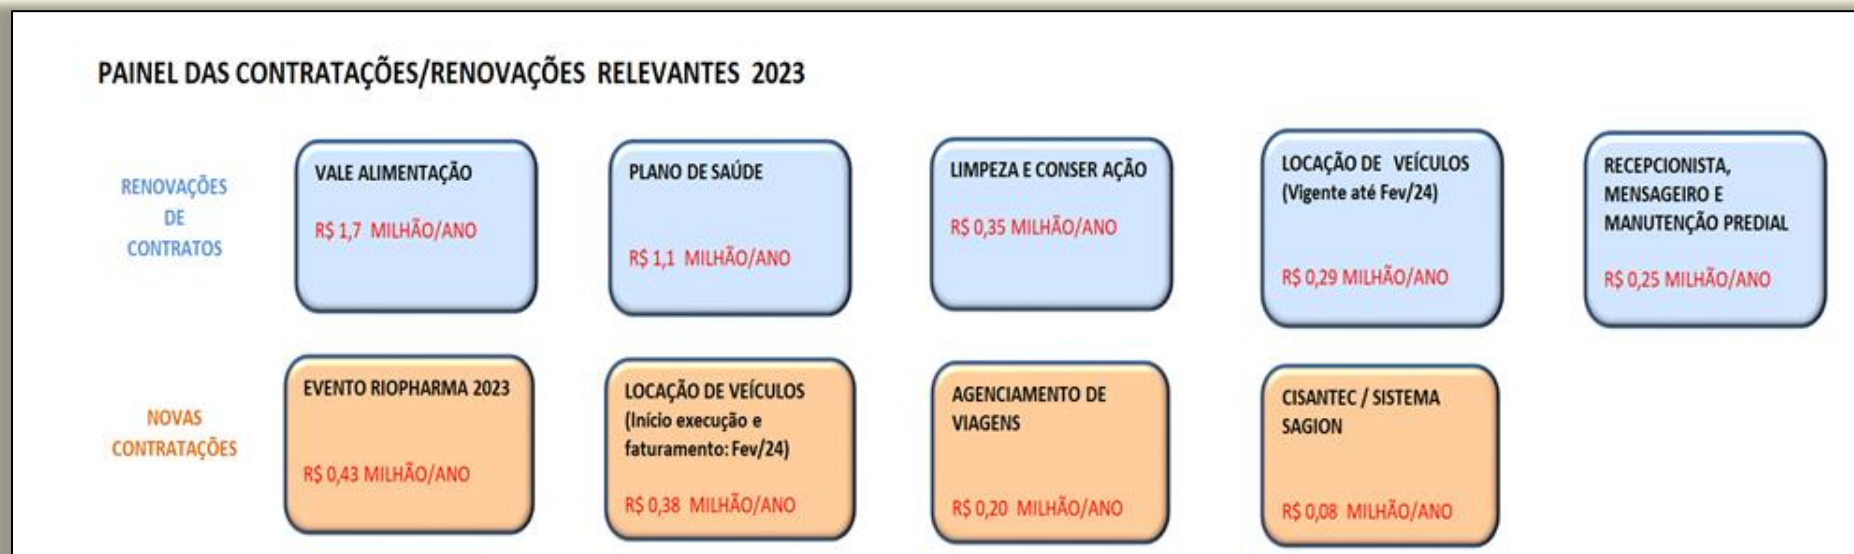 PAINEL DAS CONTRATAÇÕES/RENOVAÇÕES RELEVANTES 2023
RENOVAÇÕES
DE
CONTRATOS
VALE ALIMENTAÇÃO
R$ 1,7 MILHÃO/ANO
PLANO DE SAÚDE
R$ 1,1 MILHÃO/ANO
LIMPEZA E CONSER AÇÃO
R$ 0,35 MILHÃO/ANO
LOCAÇÃO DE VEÍCULOS
(Vigente até Fev/24)
R$ 0,29 MILHÃO/ANO
RECEPCIONISTA,
MENSAGEIRO E
MANUTENÇÃO PREDIAL
R$ 0,25 MILHÃO/ANO
NOVAS
CONTRATAÇÕES
EVENTO RIOPHARMA 2023
R$ 0,43 MILHÃO/ANO
LOCAÇÃO DE VEÍCULOS
(Início execução e
faturamento: Fev/24)
R$ 0,38 MILHÃO/ANO
AGENCIAMENTO DE
VIAGENS
R$ 0,20 MILHÃO/ANO
CISANTEC / SISTEMA
SAGION
R$ 0,08 MILHÃO/ANO